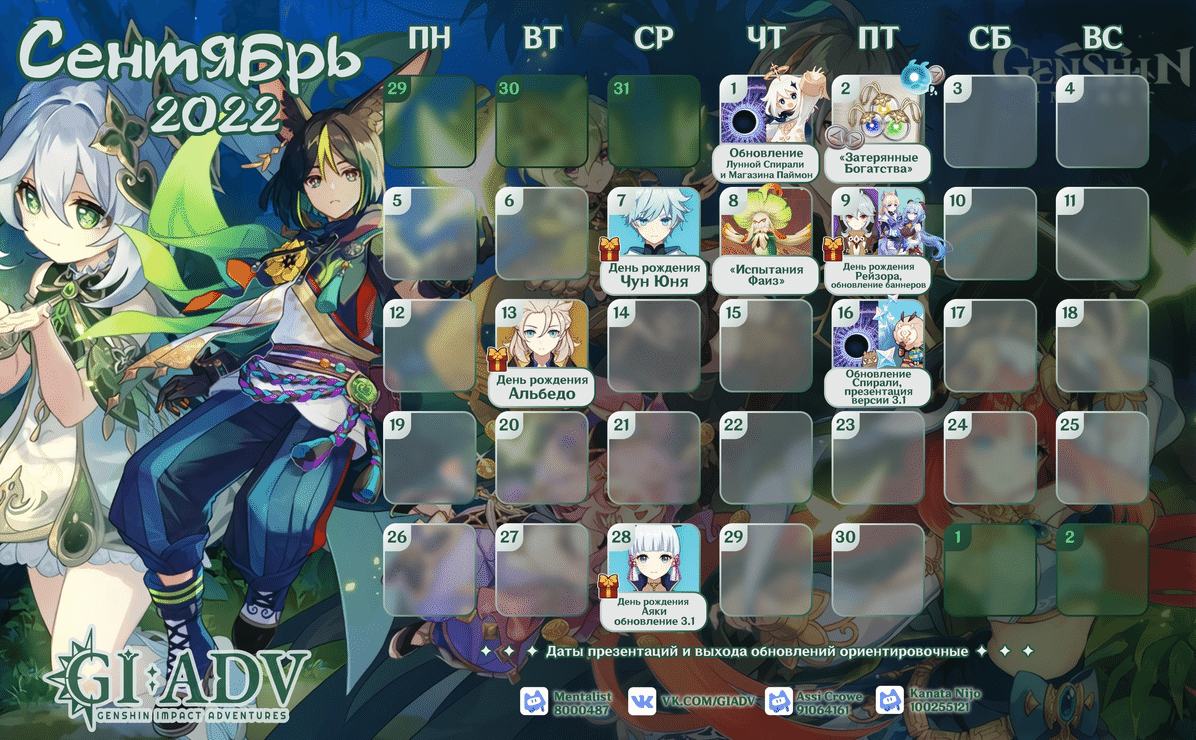 Сентябрь
2022
ПН ВТ СР ЧТ ПТ СБ ВС
GENSHIN
IMPACT
29 30 31 1 2 3 4
Обновление
Лунной Спирали
и Магазина Паймон
«Затерянные
Богатства»
5 6 7 8 9 10 11
День рождения
Чун Юня
«Испытания
Фаиз»
День рождения
Рейзора,
обновление баннеров
12 13 14 15 16 17 18
День рождения
Альбедо
Обновление
Спирали,
презентация
версии 3.1
19 20 21 22 23 24 25
26 27 28 29 30 1 2
День рождения
Аяки
обновление 3.1
Даты презентаций и выхода обновлений ориентировочные
GI ADV
GENSHIN IMPACT ADVENTURES
Mentalist
8000487
VK.COM/GIADV
Assi Crowe
91064161
Kanata Nijo
100255121